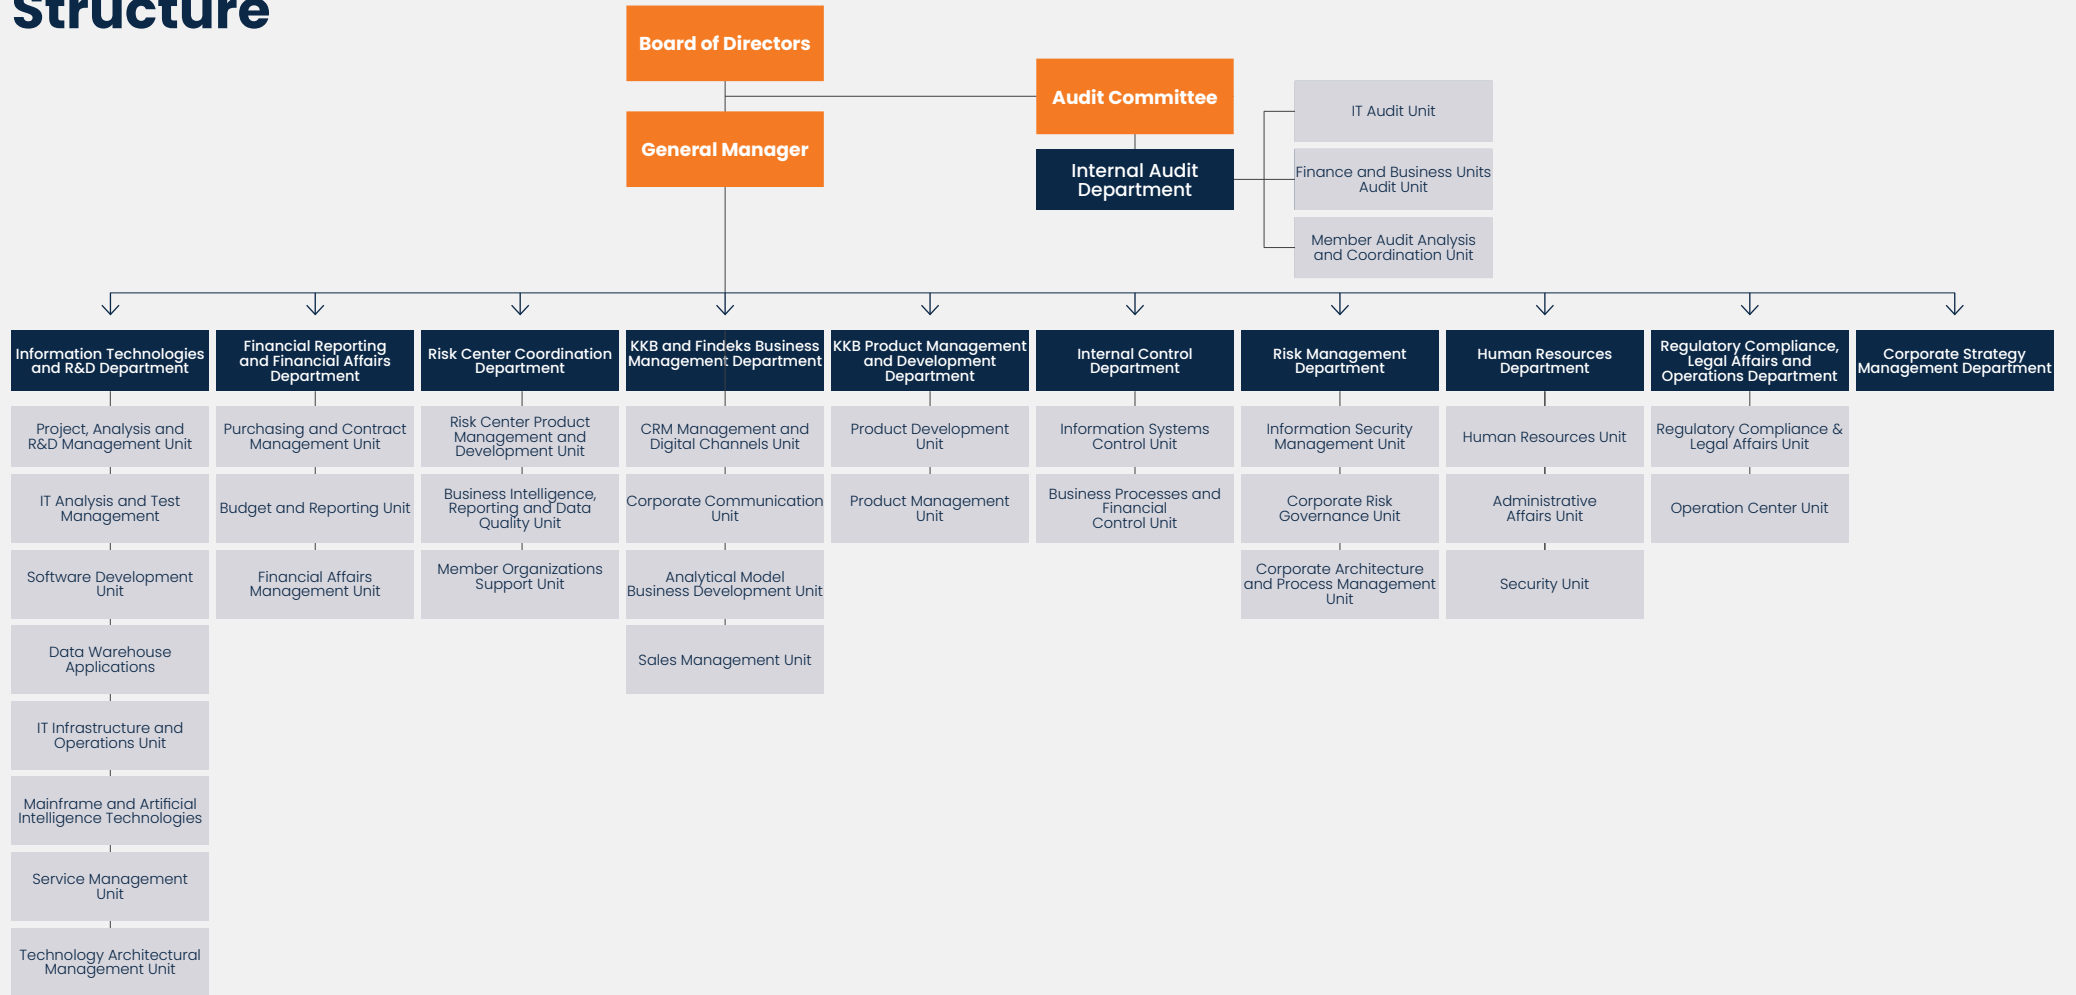 Structure
Board of Directors
Audit Committee
General Manager
Internal Audit
Department
IT Audit Unit
Finance and Business Units
Audit Unit
Member Audit Analysis
and Coordination Unit
Information Technologies
and R&D Department
Project, Analysis and
R&D Management Unit
IT Analysis and Test
Management
Software Development
Unit
Data Warehouse
Applications
IT Infrastructure and
Operations Unit
Mainframe and Artificial
Intelligence Technologies
Service Management
Unit
Technology Architectural
Management Unit
Financial Reporting
and Financial Affairs
Department
Purchasing and Contract
Management Unit
Budget and Reporting Unit
Financial Affairs
Management Unit
Risk Center Coordination
Department
Risk Center Product
Management and
Development Unit
Business Intelligence,
Reporting and Data
Quality Unit
Member Organizations
Support Unit
KKB and Findeks Business
Management Department
CRM Management and
Digital Channels Unit
Corporate Communication
Unit
Analytical Model
Business Development Unit
Sales Management Unit
KKB Product Management
and Development
Department
Product Development
Unit
Product Management
Unit
Internal Control
Department
Information Systems
Control Unit
Business Processes and
Financial
Control Unit
Risk Management
Department
Information Security
Management Unit
Corporate Risk
Governance Unit
Corporate Architecture
and Process Management
Unit
Human Resources
Department
Human Resources Unit
Administrative
Affairs Unit
Security Unit
Regulatory Compliance,
Legal Affairs and
Operations Department
Regulatory Compliance &
Legal Affairs Unit
Operation Center Unit
Corporate Strategy
Management Department